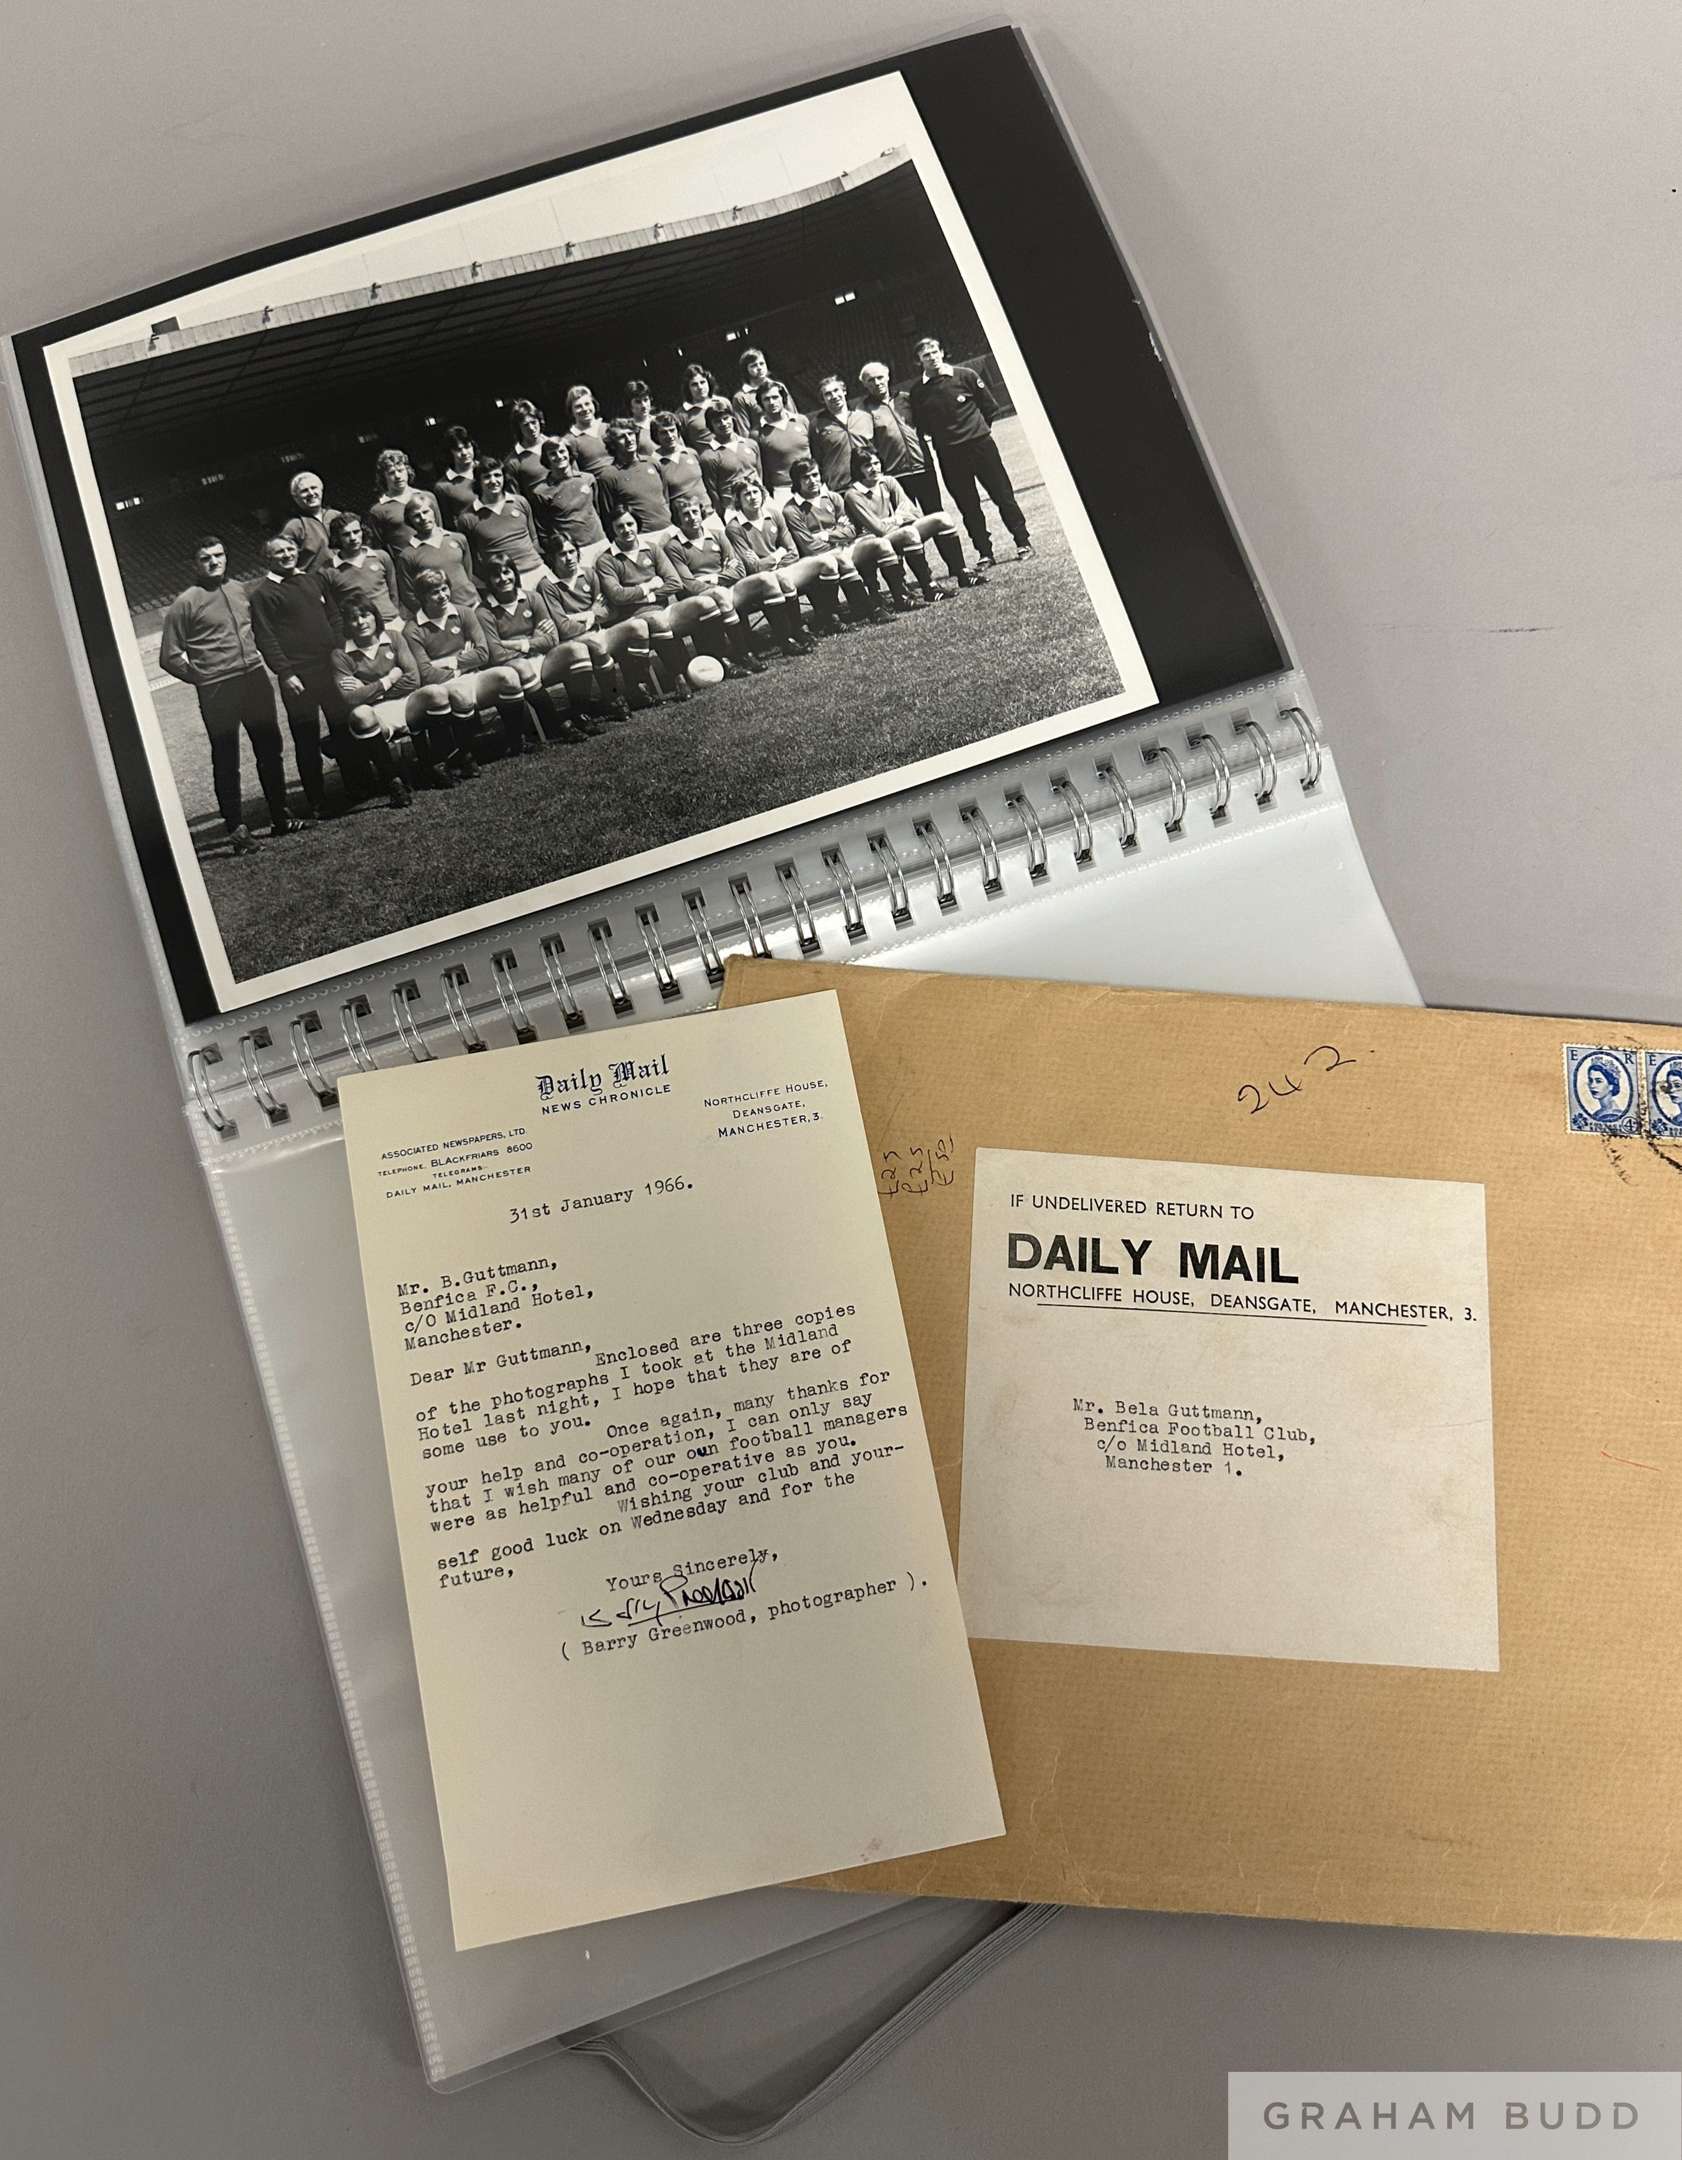 Daily Mail
NEWS CHRONICLE
ASSOCIATED NEWSPAPERS, LTD.
TELEPHONE. BLACKFRIARS 8600
TELEGRAMS.
DAILY MAIL, MANCHESTER
NORTHCLIFFE HOUSE,
DEANSGATE,
MANCHESTER,3.
31st January 1966.
Mr. B.Guttmann,
Benfica F.C.,
c/O Midland Hotel,
Manchester.
Dear Mr Guttmann,
Enclosed are three copies
of the photographs I took at the Midland
Hotel last night, I hope that they are of
some use to you.
Once again, many thanks for
your help and co-operation, I can only say
that I wish many of our own football managers
were as helpful and co-operative as you.
Wishing your club and your-
self good luck on Wednesday and for the
future,
Yours Sincerely,
( Barry Greenwood, photographer ).
242
E R
E
IF UNDELIVERED RETURN TO
DAILY MAIL
NORTHCLIFFE HOUSE, DEANSGATE, MANCHESTER, 3.
Mr. Bela Guttmann,
Benfica Football Club,
c/o Midland Hotel,
Manchester 1.
GRAHAM BUDD